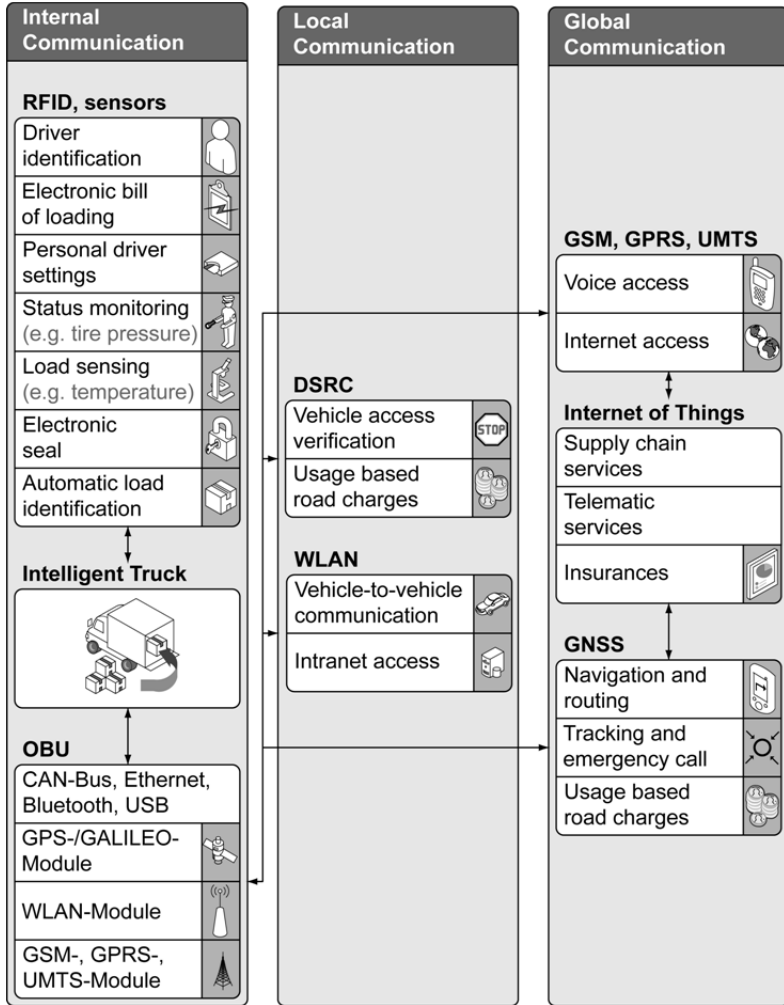 Internal
Communication
RFID, sensors
Driver
identification
Electronic bill
of loading
Personal driver
settings
Status monitoring
(e.g. tire pressure)
Load sensing
(e.g. temperature)
Electronic
seal
Automatic load
identification
Intelligent Truck
OBU
CAN-Bus, Ethernet,
Bluetooth, USB
GPS-/GALILEO-
Module
WLAN-Module
GSM-, GPRS-,
UMTS-Module
Local
Communication
DSRC
Vehicle access
verification
STOP
Usage based
road charges
WLAN
Vehicle-to-vehicle
communication
Intranet access
Global
Communication
GSM, GPRS, UMTS
Voice access
Internet access
Internet of Things
Supply chain
services
Telematic
services
Insurances
GNSS
Navigation and
routing
Tracking and
emergency call
Usage based
road charges